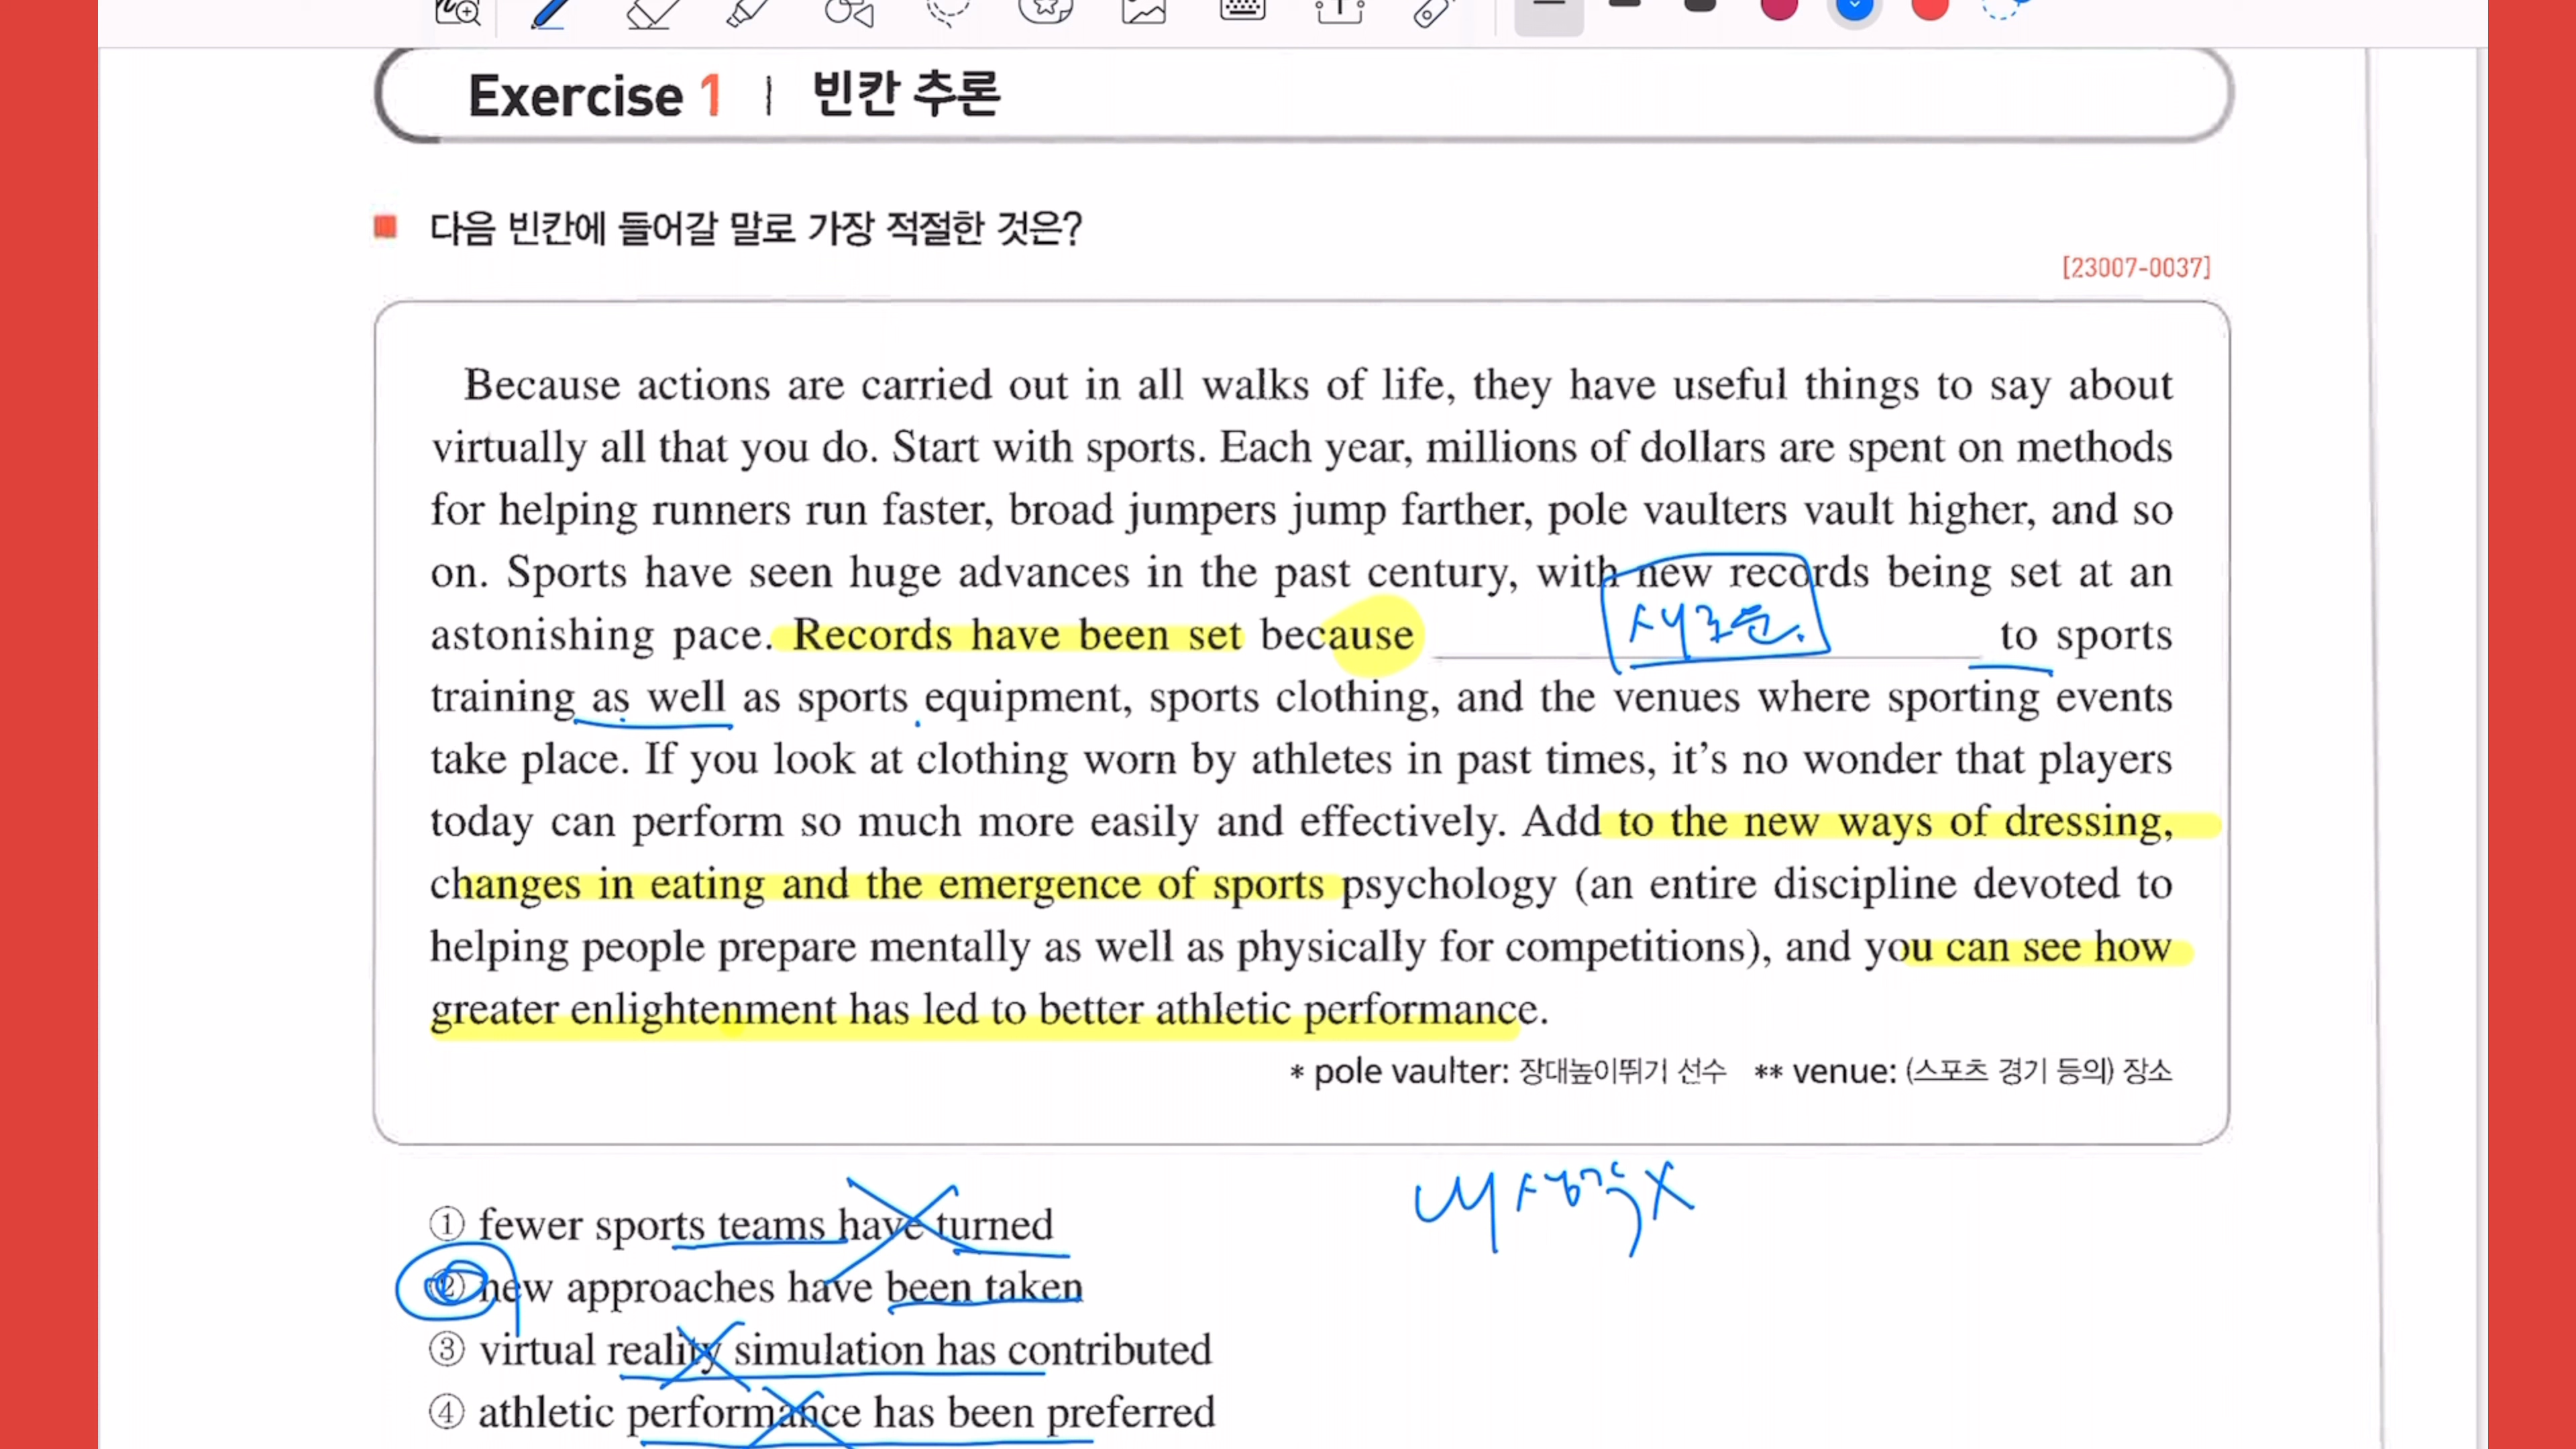 Exercise 1 | 빈칸 추론
다음 빈칸에 들어갈 말로 가장 적절한 것은?
[23007-0037]
Because actions are carried out in all walks of life, they have useful things to say about
virtually all that you do. Start with sports. Each year, millions of dollars are spent on methods
for helping runners run faster, broad jumpers jump farther, pole vaulters vault higher, and so
on. Sports have seen huge advances in the past century, with new records being set at an
astonishing pace. Records have been set because 새로운. to sports
training as well as sports equipment, sports clothing, and the venues where sporting events
take place. If you look at clothing worn by athletes in past times, it's no wonder that players
today can perform so much more easily and effectively. Add to the new ways of dressing,
changes in eating and the emergence of sports psychology (an entire discipline devoted to
helping people prepare mentally as well as physically for competitions), and you can see how
greater enlightenment has led to better athletic performance.
* pole vaulter: 장대높이뛰기 선수 ** venue: (스포츠 경기 등의) 장소
내 생각 X
① fewer sports teams have turned
② new approaches have been taken
③ virtual reality simulation has contributed
④ athletic performance has been preferred